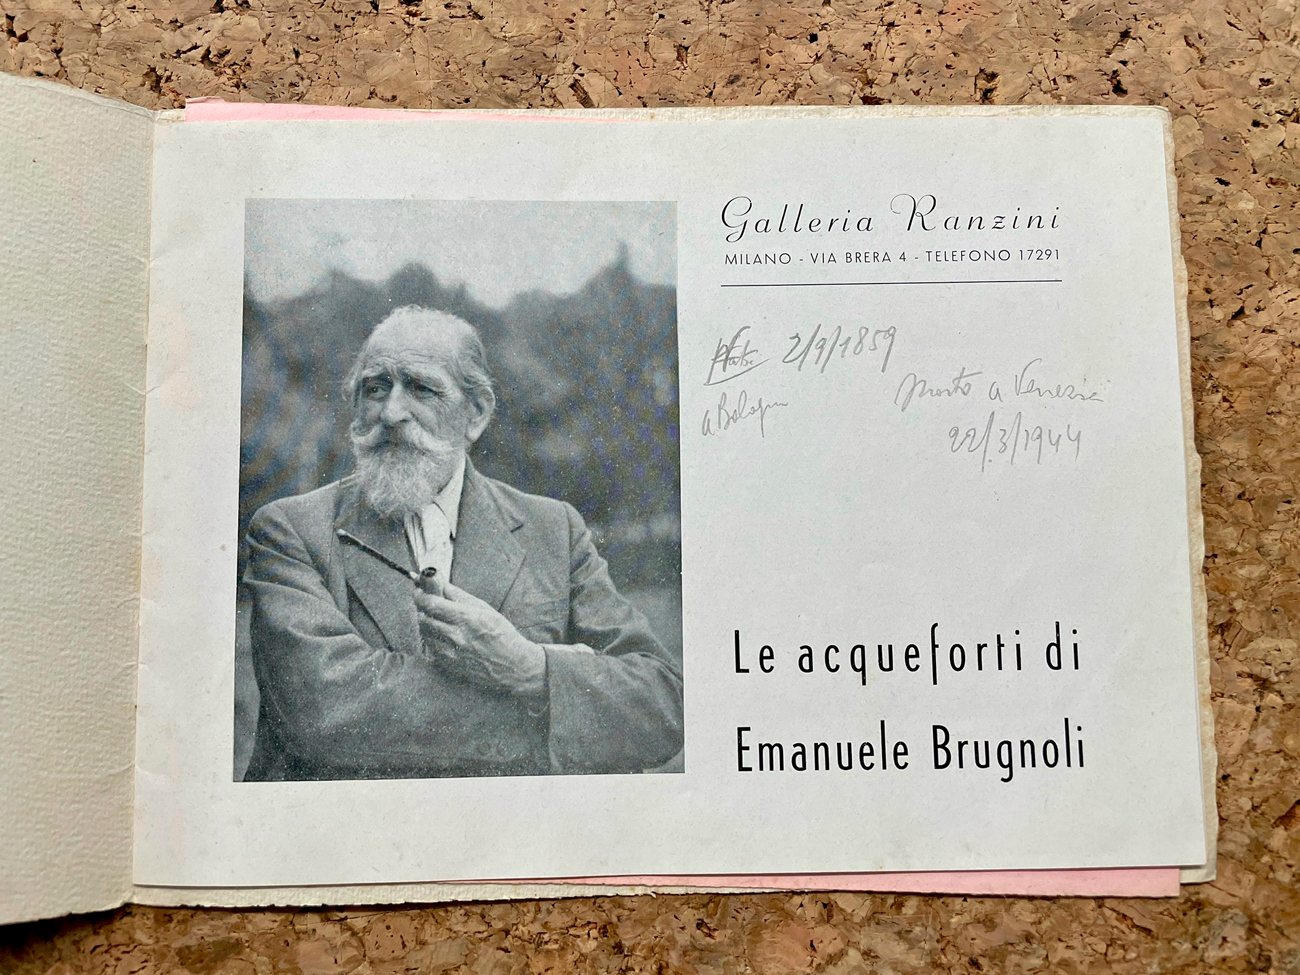 Galleria Ranzini
MILANO - VIA BRERA 4 - TELEFONO 17291
2/9/1859
a Bologna
morto a Venezia
22/3/1944
Le acqueforti di
Emanuele Brugnoli